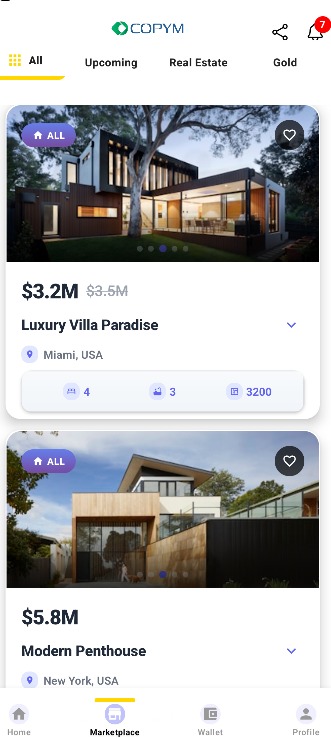 COPYM
7
All
Upcoming
Real Estate
Gold
ALL
$3.2M $3.5M
Luxury Villa Paradise
Miami, USA
4 3 3200
ALL
$5.8M
Modern Penthouse
New York, USA
Home Marketplace Wallet Profile